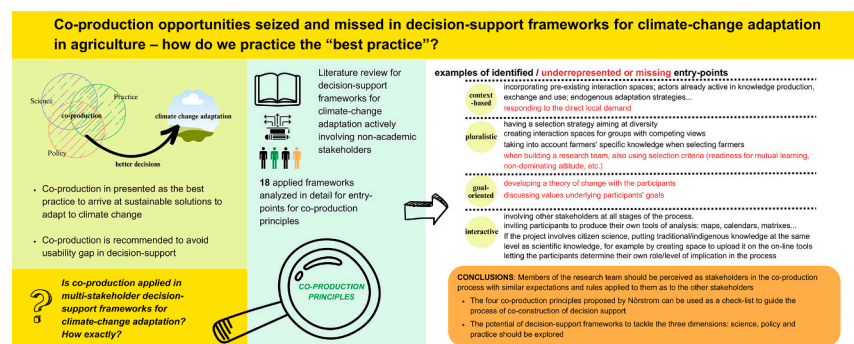 Co-production opportunities seized and missed in decision-support frameworks for climate-change adaptation
in agriculture – how do we practice the “best practice”?
Science
Practice
co-production
Policy
climate change adaptation
better decisions
• Co-production in presented as the best
practice to arrive at sustainable solutions to
adapt to climate change
• Co-production is recommended to avoid
usability gap in decision-support
Is co-production applied in
multi-stakeholder decision-
support frameworks for
climate-change adaptation?
How exactly?
Literature review for
decision-support
frameworks for
climate-change
adaptation actively
involving non-academic
stakeholders
18 applied frameworks
analyzed in detail for entry-
points for co-production
principles
CO-PRODUCTION
PRINCIPLES
examples of identified / underrepresented or missing entry-points
context
-based
incorporating pre-existing interaction spaces; actors already active in knowledge production,
exchange and use; endogenous adaptation strategies...
responding to the direct local demand
pluralistic
having a selection strategy aiming at diversity
creating interaction spaces for groups with competing views
taking into account farmers' specific knowledge when selecting farmers
when building a research team, also using selection criteria (readiness for mutual learning,
non-dominating attitude, etc.)
goal-
oriented
developing a theory of change with the participants
discussing values underlying participants' goals
interactive
involving other stakeholders at all stages of the process.
inviting participants to produce their own tools of analysis: maps, calendars, matrixes...
If the project involves citizen science, putting traditional/indigenous knowledge at the same
level as scientific knowledge, for example by creating space to upload it on the on-line tools
letting the participants determine their own role/level of implication in the process
CONCLUSIONS: Members of the research team should be perceived as stakeholders in the co-production
process with similar expectations and rules applied to them as to the other stakeholders
• The four co-production principles proposed by Nörstrom can be used as a check-list to guide the
process of co-construction of decision support
• The potential of decision-support frameworks to tackle the three dimensions: science, policy and
practice should be explored